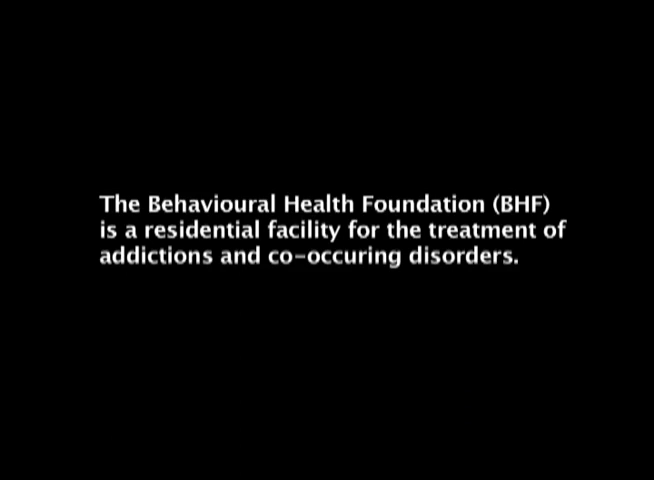 The Behavioural Health Foundation (BHF)
is a residential facility for the treatment of
addictions and co-occuring disorders.